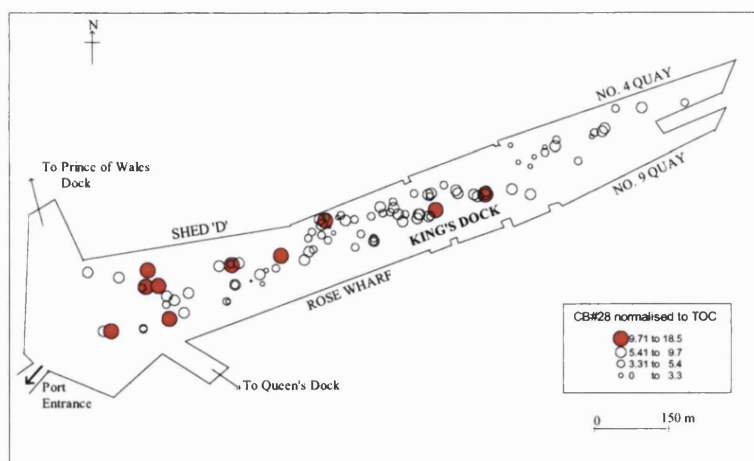 N
NO. 4 QUAY
To Prince of Wales
Dock
NO. 9 QUAY
SHED 'D'
KING'S DOCK
ROSE WHARF
CB#28 normalised to TOC
9.71 to 18.5
5.41 to 9.7
3.31 to 5.4
0 to 3.3
Port
Entrance
To Queen's Dock
0 150 m